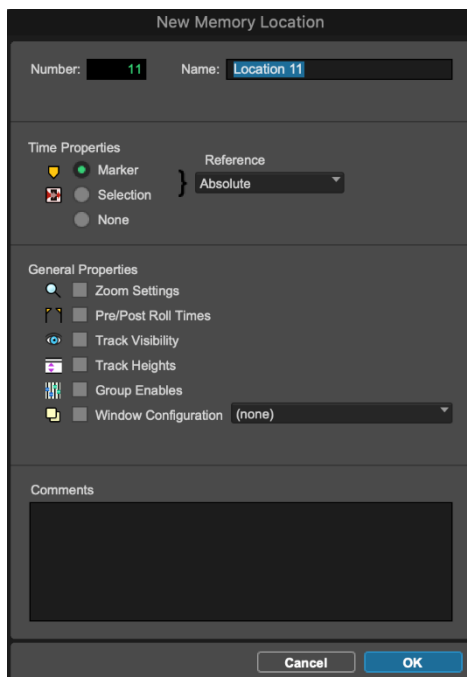 New Memory Location
Number: 11 Name: Location 11
Time Properties
Marker
Reference
Absolute
Selection
None
General Properties
Zoom Settings
Pre/Post Roll Times
Track Visibility
Track Heights
Group Enables
Window Configuration (none)
Comments
Cancel OK